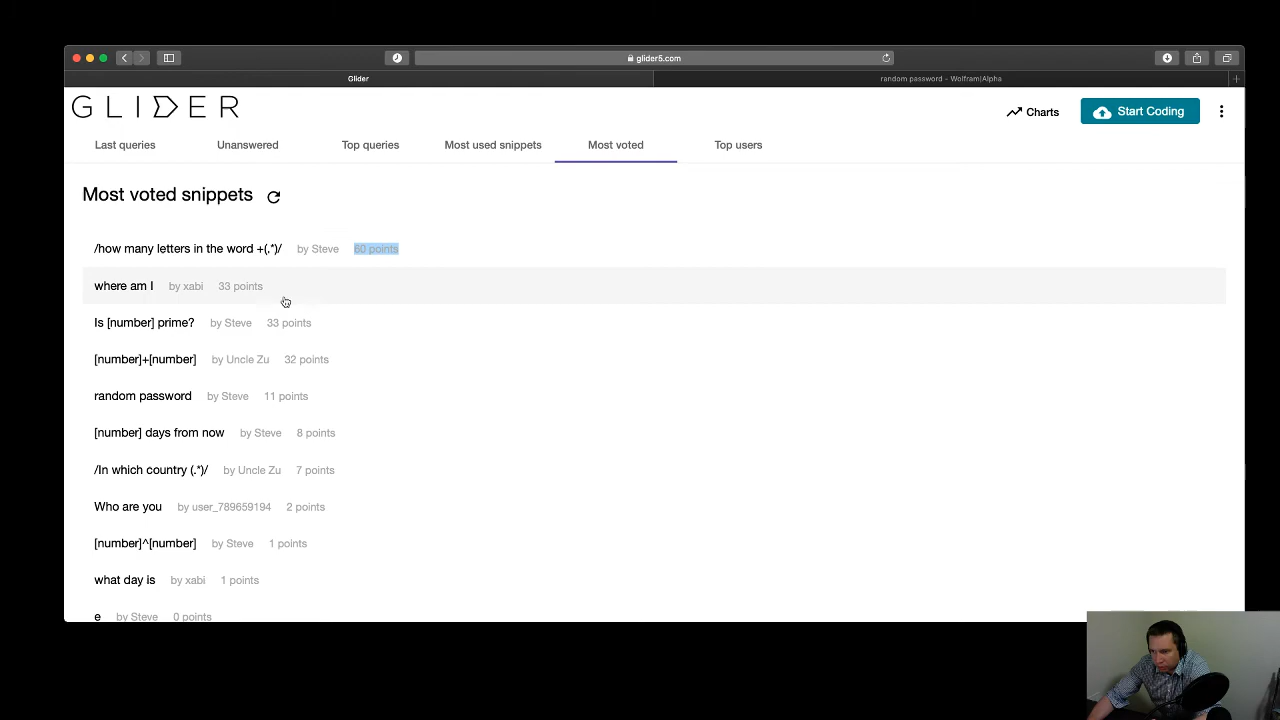 glider5.com
Glider
random password - Wolfram|Alpha
GLIDER
Charts
Start Coding
Last queries
Unanswered
Top queries
Most used snippets
Most voted
Top users
Most voted snippets
/how many letters in the word +(.*)/ by Steve 60 points
where am I by xabi 33 points
Is [number] prime? by Steve 33 points
[number]+[number] by Uncle Zu 32 points
random password by Steve 11 points
[number] days from now by Steve 8 points
/In which country (.*)/ by Uncle Zu 7 points
Who are you by user_789659194 2 points
[number]^[number] by Steve 1 points
what day is by xabi 1 points
e by Steve 0 points